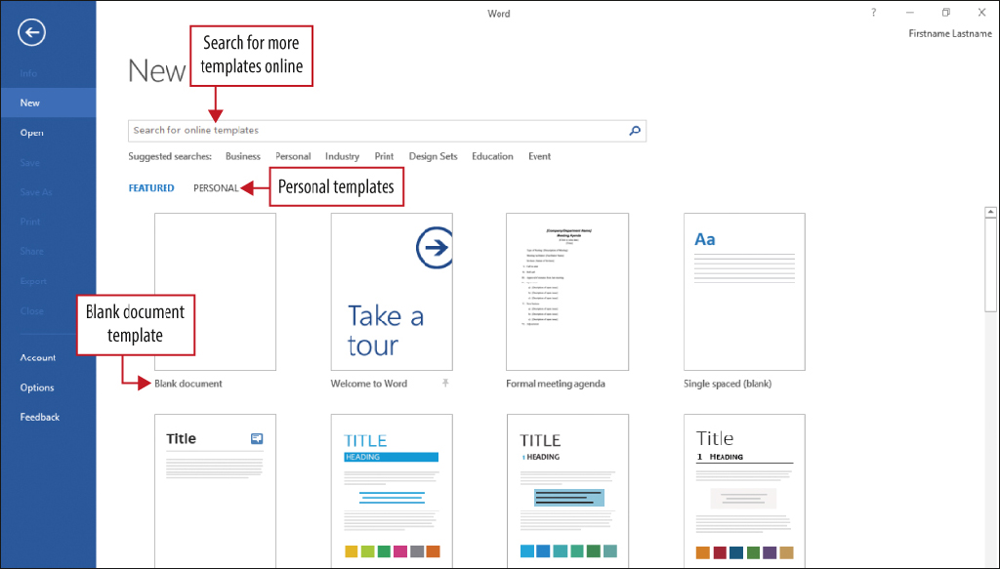 Word
?
Firstname Lastname
Info
New
Open
Save
Save As
Print
Share
Export
Close
Account
Options
Feedback
New
Search for more
templates online
Search for online templates
Suggested searches: Business Personal Industry Print Design Sets Education Event
FEATURED PERSONAL
Personal templates
Blank document
template
Take a
tour
[Company/Department Name]
Meeting Agenda
Aa
Blank document
Welcome to Word
Formal meeting agenda
Single spaced (blank)
Title
TITLE
HEADING
TITLE
1 HEADING
Title
1 HEADING